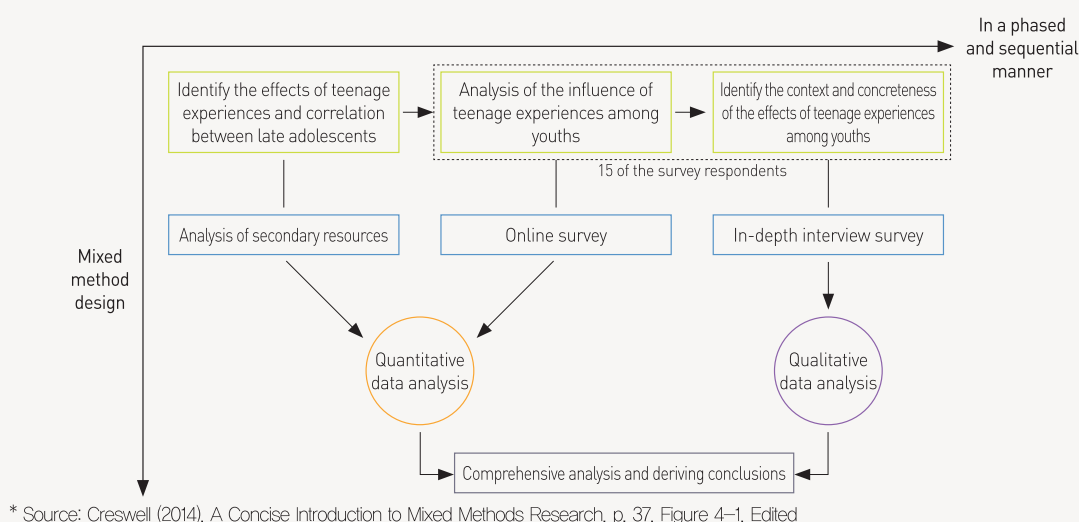 In a phased
and sequential
manner
Identify the effects of teenage
experiences and correlation
between late adolescents
Analysis of the influence of
teenage experiences among
youths
Identify the context and concreteness
of the effects of teenage experiences
among youths
15 of the survey respondents
Analysis of secondary resources
Online survey
In-depth interview survey
Mixed
method
design
Quantitative
data analysis
Qualitative
data analysis
Comprehensive analysis and deriving conclusions
* Source: Creswell (2014), A Concise Introduction to Mixed Methods Research, p. 37, Figure 4-1, Edited